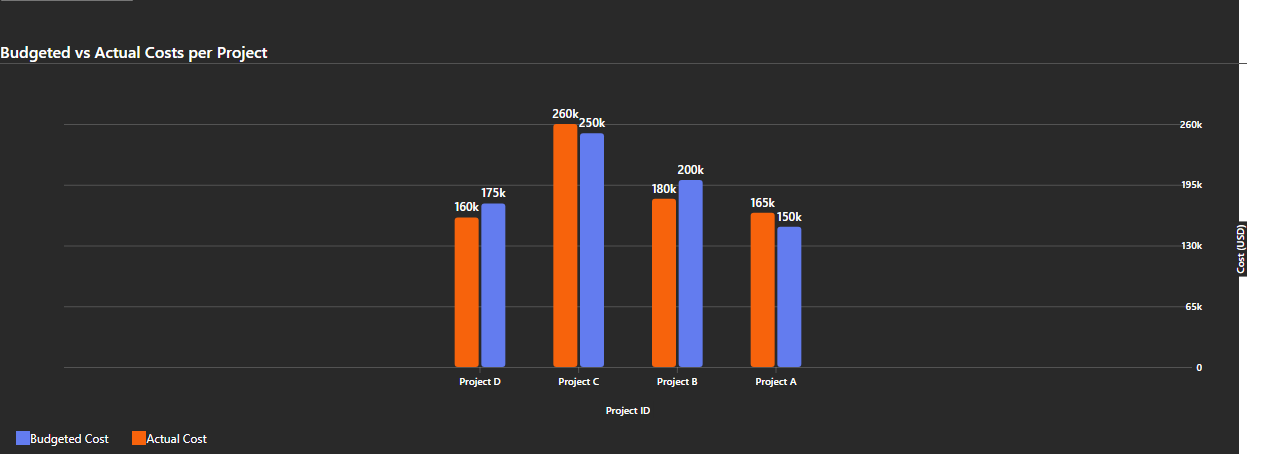 Budgeted vs Actual Costs per Project
260k
250k
260k
175k
200k
180k
195k
160k
165k
150k
130k
Cost (USD)
65k
0
Project D Project C Project B Project A
Project ID
Budgeted Cost Actual Cost